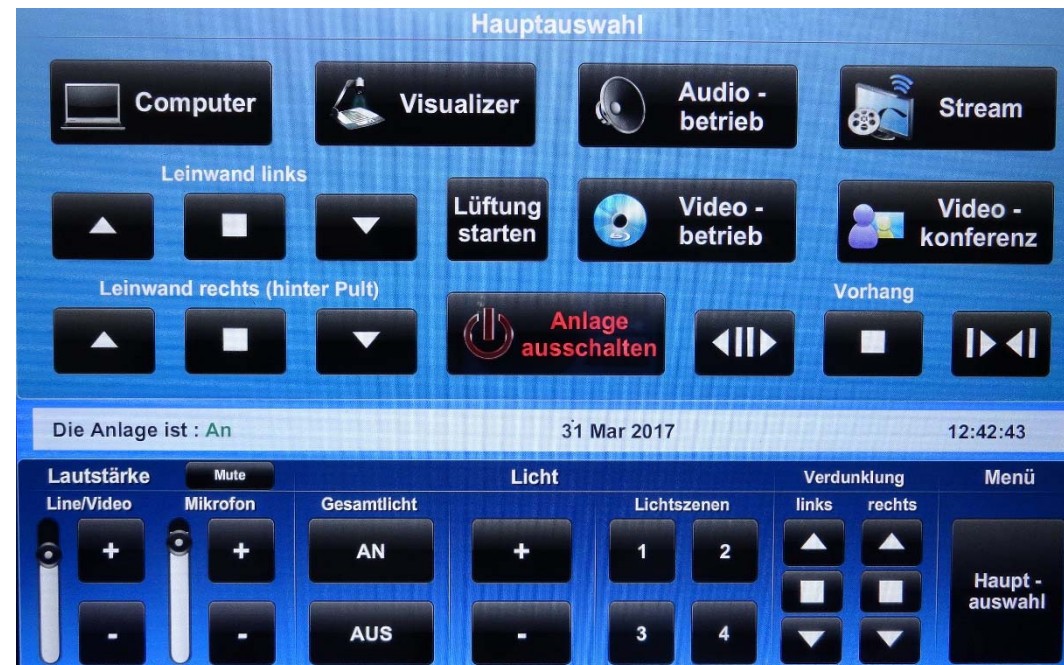 Hauptauswahl
Computer
Visualizer
Audio -
betrieb
Stream
Leinwand links
Lüftung
starten
Video -
betrieb
Video -
konferenz
Leinwand rechts (hinter Pult)
Anlage
ausschalten
Vorhang
Die Anlage ist : An
31 Mar 2017
12:42:43
Lautstärke
Mute
Licht
Verdunklung
Menü
Line/Video
Mikrofon
Gesamtlicht
Lichtszenen
links
rechts
+
+
AN
+
1
2
Haupt -
auswahl
-
-
AUS
-
3
4